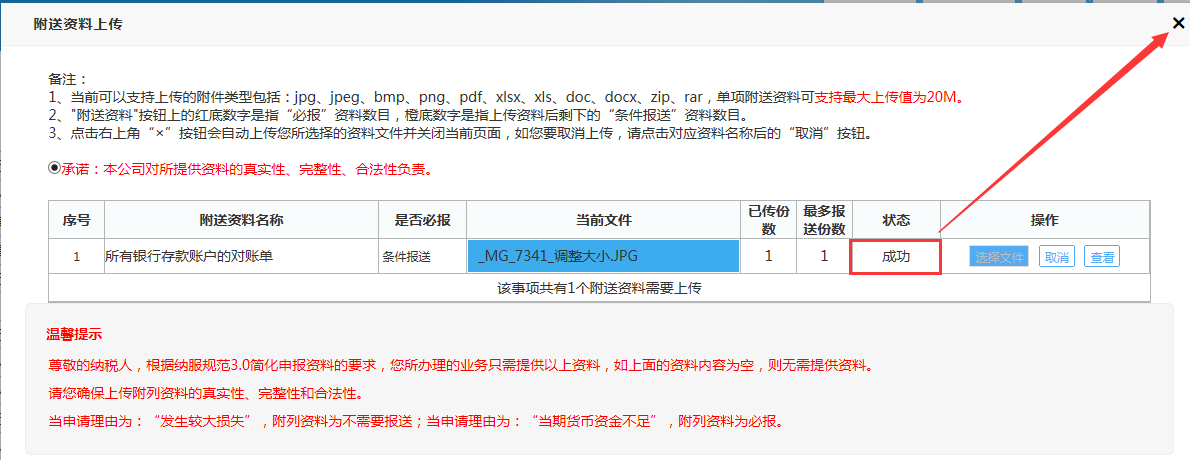 附送资料上传
×
备注：
1、当前可以支持上传的附件类型包括：jpg、jpeg、bmp、png、pdf、xlsx、xls、doc、docx、zip、rar，单项附送资料可支持最大上传值为20M。
2、"附送资料"按钮上的红底数字是指“必报”资料数目，橙底数字是指上传资料后剩下的“条件报送”资料数目。
3、点击右上角“×”按钮会自动上传您所选择的资料文件并关闭当前页面，如您要取消上传，请点击对应资料名称后的“取消”按钮。
承诺：本公司对所提供资料的真实性、完整性、合法性负责。
序号 附送资料名称 是否必报 当前文件 已传份数 最多报送份数 状态 操作
1 所有银行存款账户的对账单 条件报送 _MG_7341_调整大小.JPG 1 1 成功 选择文件 取消 查看
该事项共有1个附送资料需要上传
温馨提示
尊敬的纳税人，根据纳服规范3.0简化申报资料的要求，您所办理的业务只需提供以上资料，如上面的资料内容为空，则无需提供资料。
请您确保上传附列资料的真实性、完整性和合法性。
当申请理由为：“发生较大损失”，附列资料为不需要报送；当申请理由为：“当期货币资金不足”，附列资料为必报。